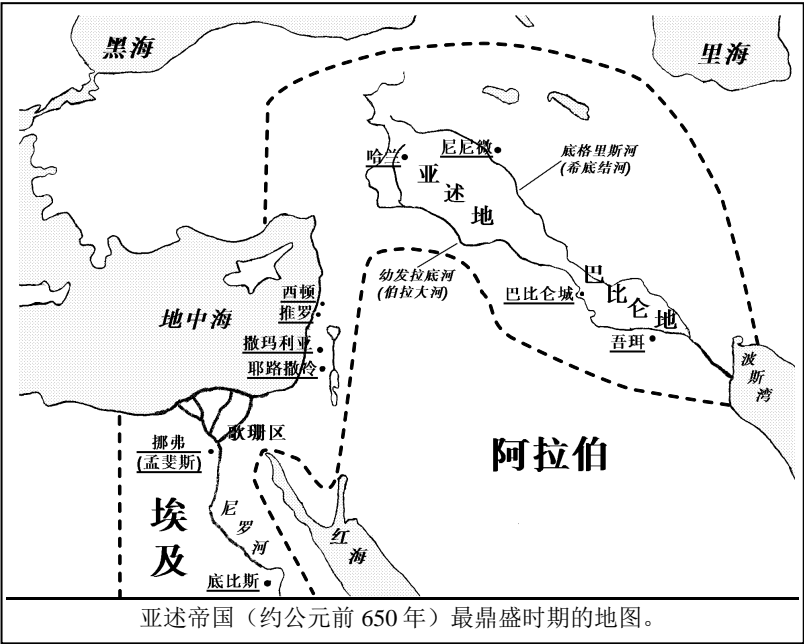 黑海
里海
哈兰
尼尼微
亚述地
底格里斯河
(希底结河)
幼发拉底河
(伯拉大河)
巴比伦城
巴比伦地
吾珥
波斯湾
地中海
西顿
推罗
撒玛利亚
耶路撒冷
歌珊区
挪弗
(孟斐斯)
阿拉伯
埃及
尼罗河
红海
底比斯
亚述帝国（约公元前 650 年）最鼎盛时期的地图。